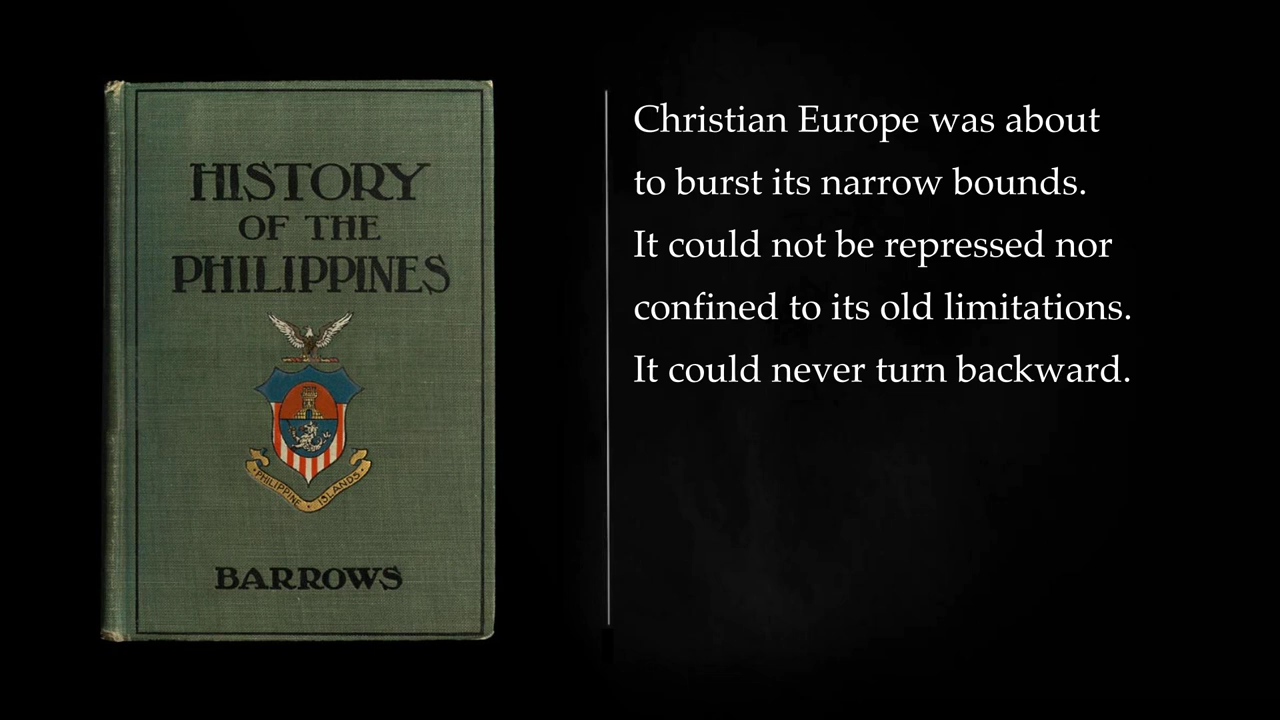 HISTORY
OF THE
PHILIPPINES
PHILIPPINE ISLANDS
BARROWS
Christian Europe was about
to burst its narrow bounds.
It could not be repressed nor
confined to its old limitations.
It could never turn backward.